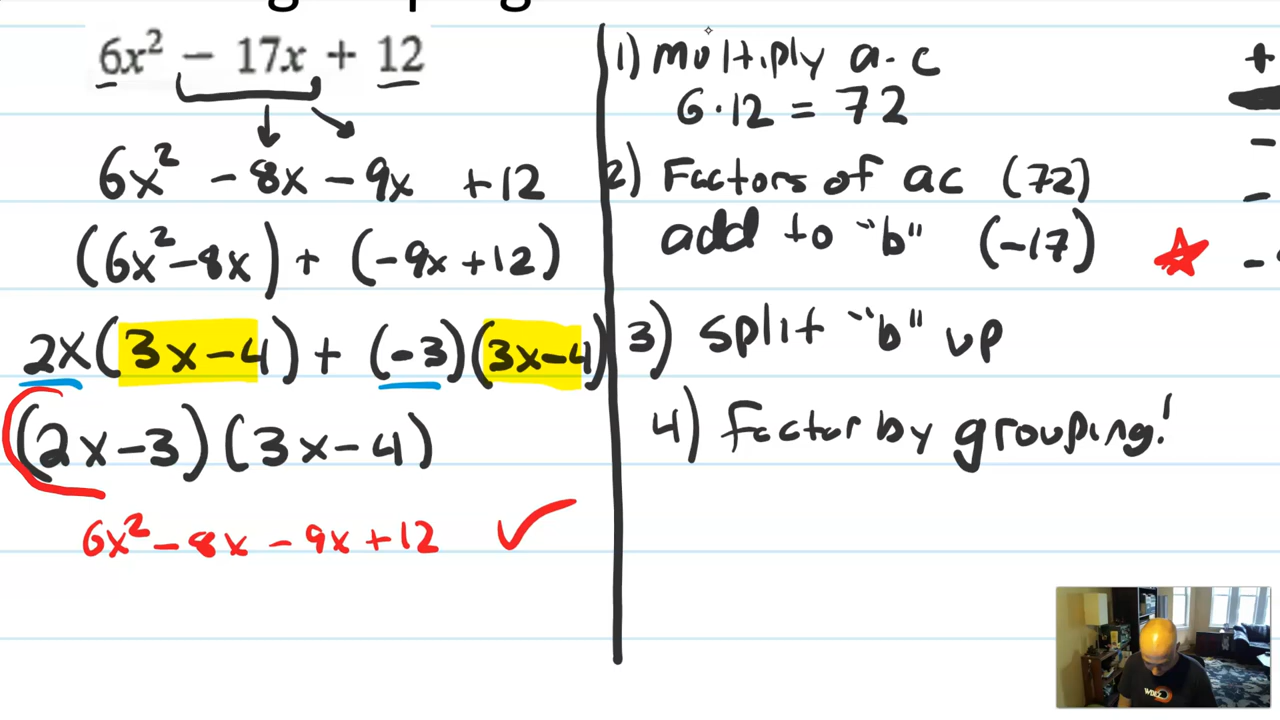 6x² − 17x + 12
6x² − 8x − 9x + 12
(6x² − 8x) + (−9x + 12)
2x(3x − 4) + (−3)(3x − 4)
(2x − 3)(3x − 4)
6x² − 8x − 9x + 12 ✓
1) multiply a · c
6 · 12 = 72
2) Factors of ac (72)
add to "b" (−17)
3) split "b" up
4) Factor by grouping!
+
−
−
−